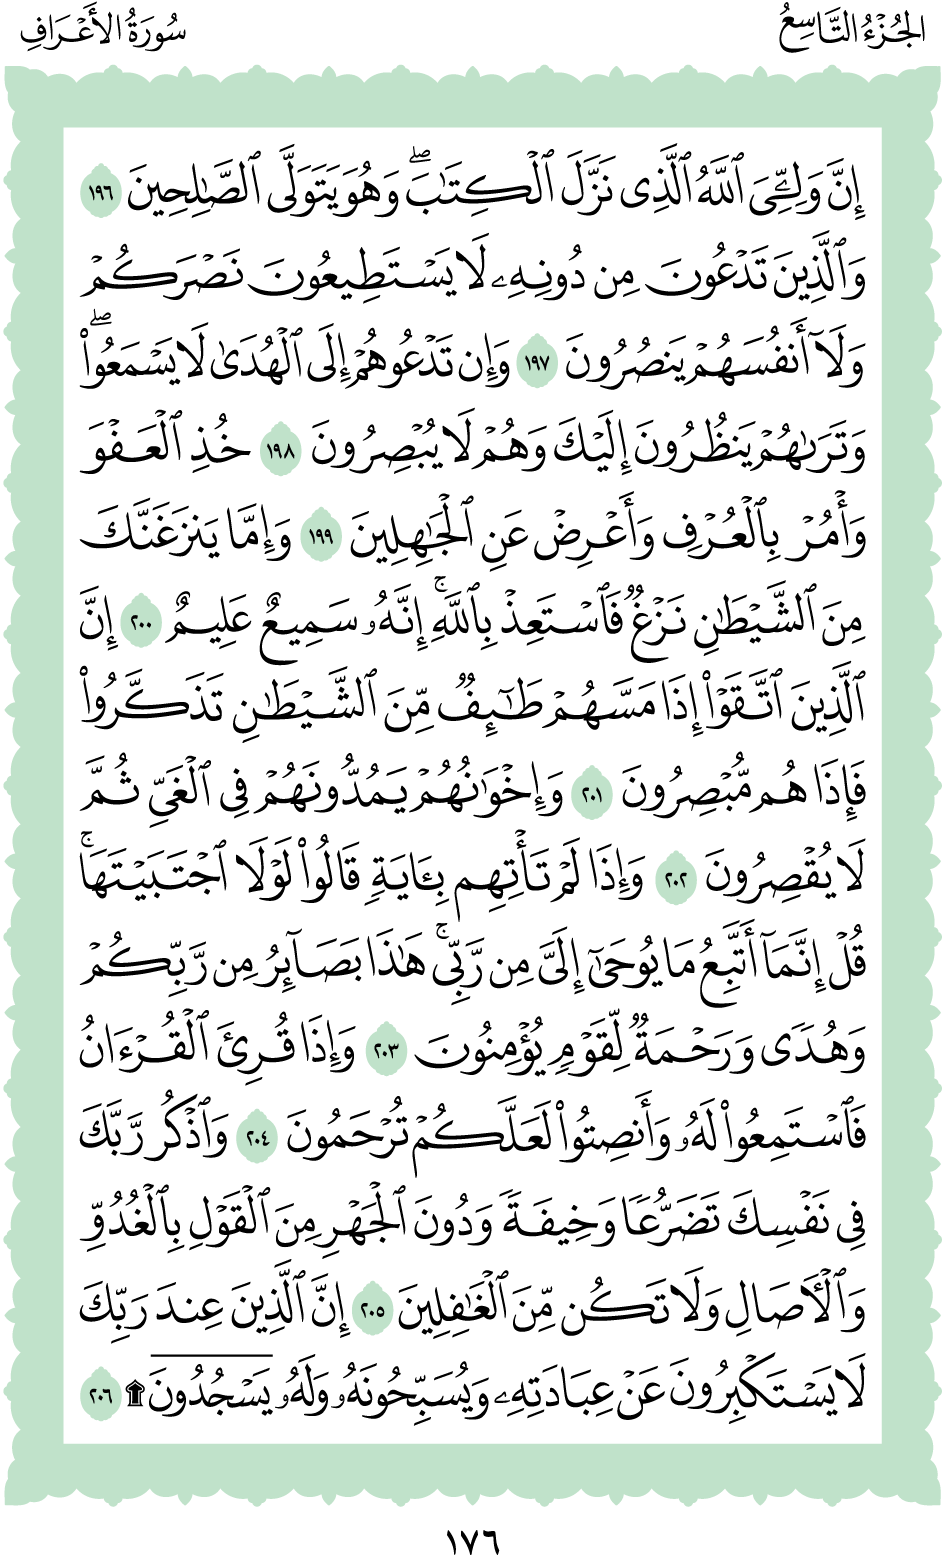 الجُزْءُ التَّاسِعُ
سُورَةُ الأَعْرَافِ
إِنَّ وَلِـِّۧيَ ٱللَّهُ ٱلَّذِى نَزَّلَ ٱلْكِتَٰبَۖ وَهُوَ يَتَوَلَّى ٱلصَّٰلِحِينَ ١٩٦
وَٱلَّذِينَ تَدْعُونَ مِن دُونِهِۦ لَا يَسْتَطِيعُونَ نَصْرَكُمْ
وَلَآ أَنفُسَهُمْ يَنصُرُونَ ١٩٧ وَإِن تَدْعُوهُمْ إِلَى ٱلْهُدَىٰ لَا يَسْمَعُوا۟ۖ
وَتَرَىٰهُمْ يَنظُرُونَ إِلَيْكَ وَهُمْ لَا يُبْصِرُونَ ١٩٨ خُذِ ٱلْعَفْوَ
وَأْمُرْ بِٱلْعُرْفِ وَأَعْرِضْ عَنِ ٱلْجَٰهِلِينَ ١٩٩ وَإِمَّا يَنزَغَنَّكَ
مِنَ ٱلشَّيْطَٰنِ نَزْغٌ فَٱسْتَعِذْ بِٱللَّهِۚ إِنَّهُۥ سَمِيعٌ عَلِيمٌ ٢٠٠ إِنَّ
ٱلَّذِينَ ٱتَّقَوْا۟ إِذَا مَسَّهُمْ طَٰٓئِفٌ مِّنَ ٱلشَّيْطَٰنِ تَذَكَّرُوا۟
فَإِذَا هُم مُّبْصِرُونَ ٢٠١ وَإِخْوَٰنُهُمْ يَمُدُّونَهُمْ فِى ٱلْغَىِّ ثُمَّ
لَا يُقْصِرُونَ ٢٠٢ وَإِذَا لَمْ تَأْتِهِم بِـَٔايَةٍ قَالُوا۟ لَوْلَا ٱجْتَبَيْتَهَاۚ
قُلْ إِنَّمَآ أَتَّبِعُ مَا يُوحَىٰٓ إِلَىَّ مِن رَّبِّىۚ هَٰذَا بَصَآئِرُ مِن رَّبِّكُمْ
وَهُدًى وَرَحْمَةٌ لِّقَوْمٍ يُؤْمِنُونَ ٢٠٣ وَإِذَا قُرِئَ ٱلْقُرْءَانُ
فَٱسْتَمِعُوا۟ لَهُۥ وَأَنصِتُوا۟ لَعَلَّكُمْ تُرْحَمُونَ ٢٠٤ وَٱذْكُر رَّبَّكَ
فِى نَفْسِكَ تَضَرُّعًا وَخِيفَةً وَدُونَ ٱلْجَهْرِ مِنَ ٱلْقَوْلِ بِٱلْغُدُوِّ
وَٱلْـَٔاصَالِ وَلَا تَكُن مِّنَ ٱلْغَٰفِلِينَ ٢٠٥ إِنَّ ٱلَّذِينَ عِندَ رَبِّكَ
لَا يَسْتَكْبِرُونَ عَنْ عِبَادَتِهِۦ وَيُسَبِّحُونَهُۥ وَلَهُۥ يَسْجُدُونَ ۩ ٢٠٦
١٧٦